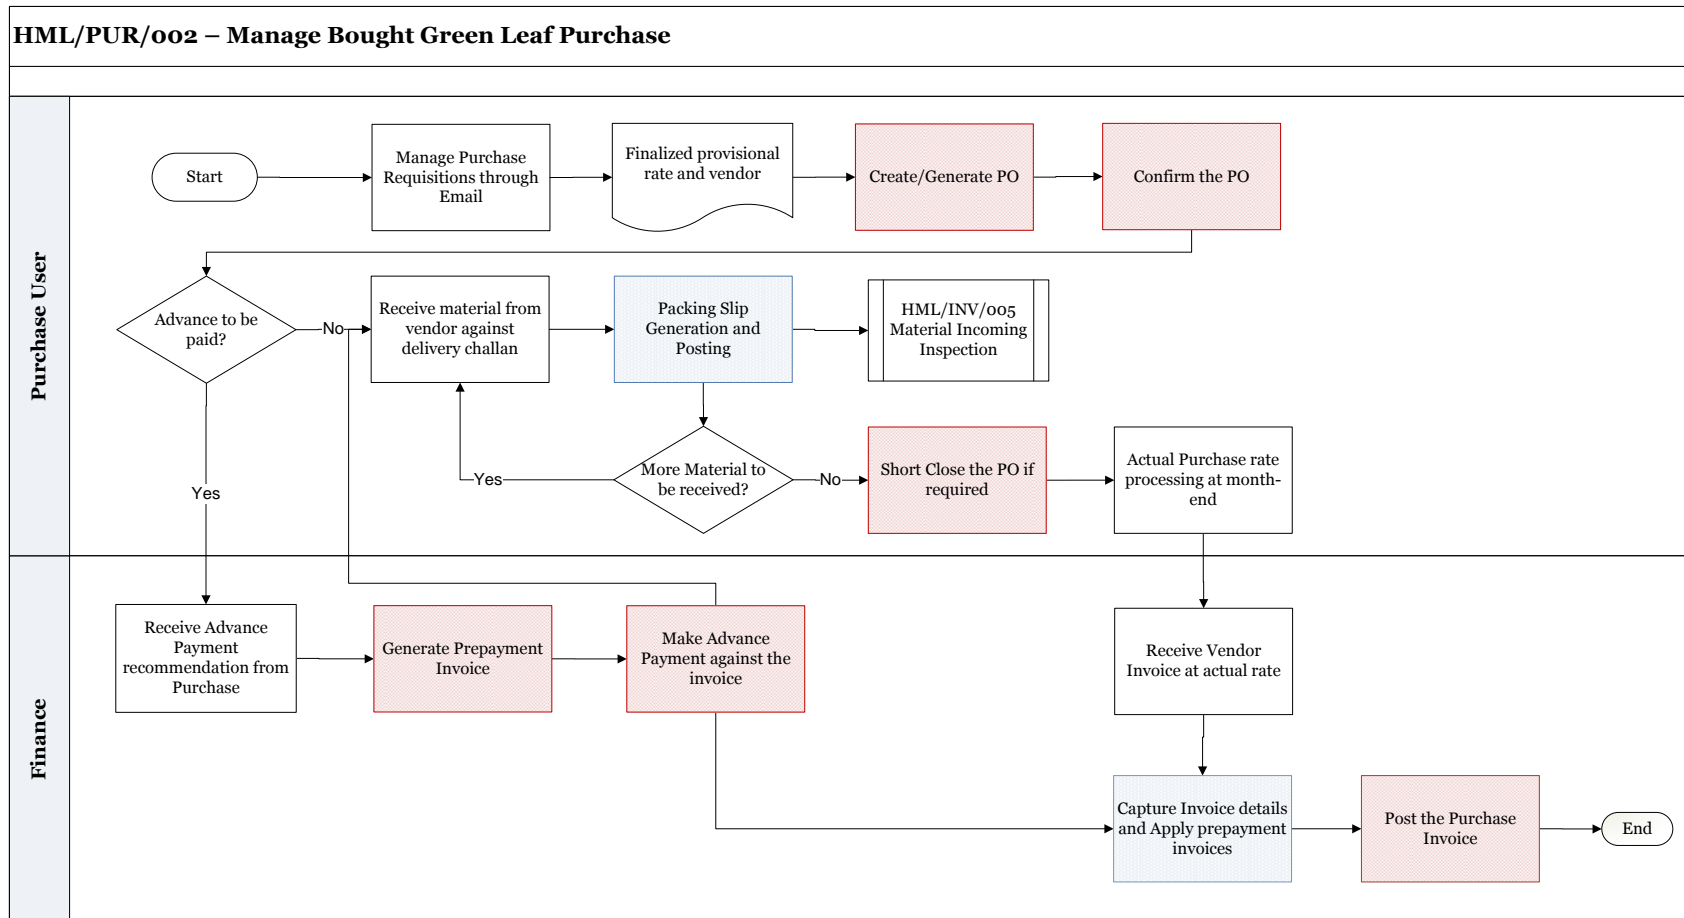 HML/PUR/002 – Manage Bought Green Leaf Purchase
Purchase User
Start
Manage Purchase
Requisitions through
Email
Finalized provisional
rate and vendor
Create/Generate PO
Confirm the PO
Advance to be
paid?
No
Receive material from
vendor against
delivery challan
Packing Slip
Generation and
Posting
HML/INV/005
Material Incoming
Inspection
Yes
Yes
More Material to
be received?
No
Short Close the PO if
required
Actual Purchase rate
processing at month-
end
Finance
Receive Advance
Payment
recommendation from
Purchase
Generate Prepayment
Invoice
Make Advance
Payment against the
invoice
Receive Vendor
Invoice at actual rate
Capture Invoice details
and Apply prepayment
invoices
Post the Purchase
Invoice
End